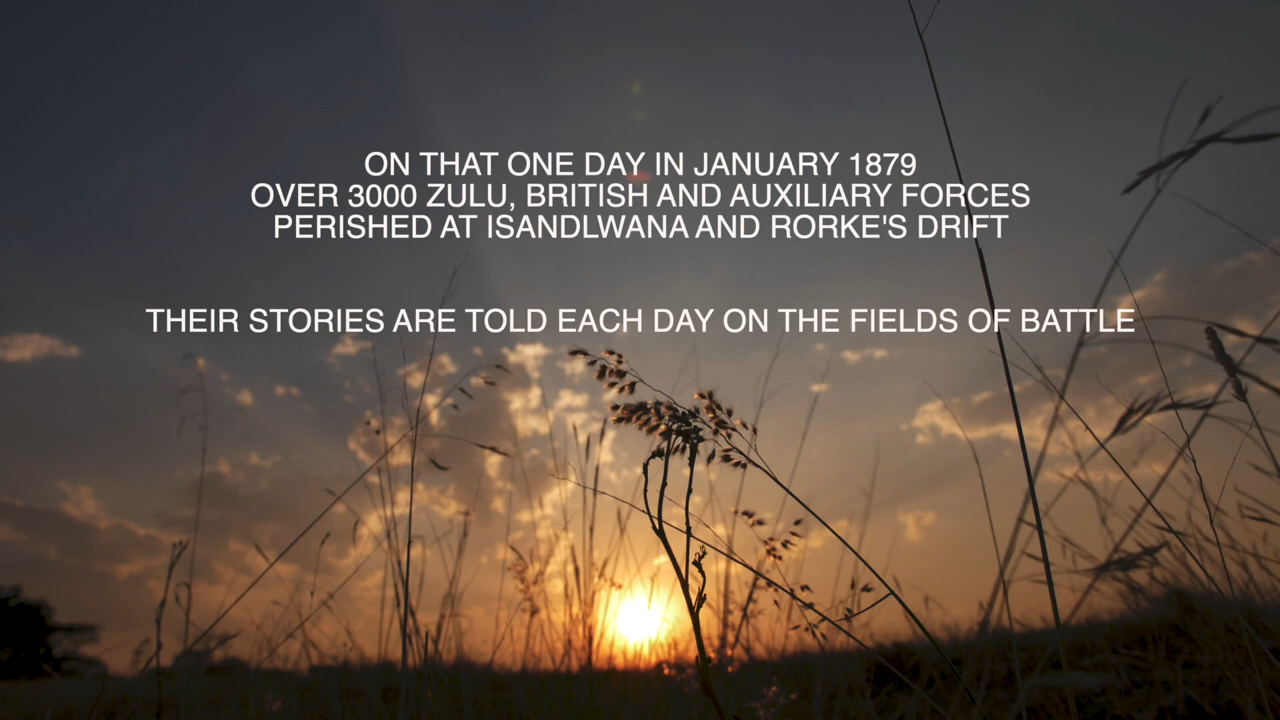 ON THAT ONE DAY IN JANUARY 1879
OVER 3000 ZULU, BRITISH AND AUXILIARY FORCES
PERISHED AT ISANDLWANA AND RORKE'S DRIFT
THEIR STORIES ARE TOLD EACH DAY ON THE FIELDS OF BATTLE